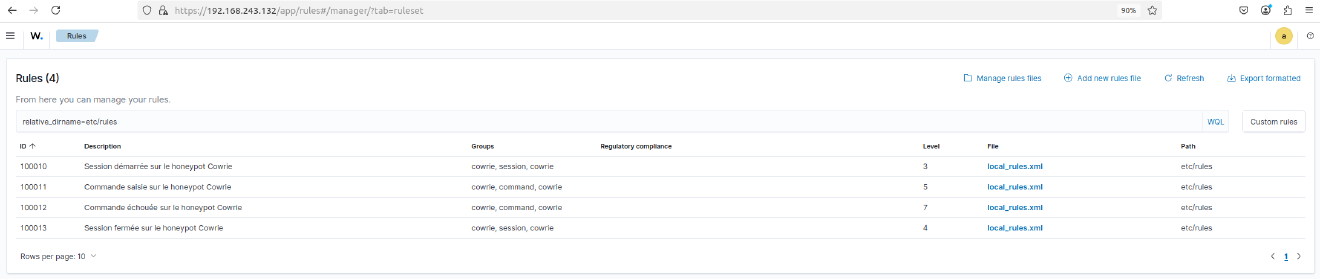 https://192.168.243.132/app/rules#/manager/?tab=ruleset 90%
W. Rules a
Rules (4) Manage rules files Add new rules file Refresh Export formatted
From here you can manage your rules.
relative_dirname=etc/rules WQL Custom rules
ID Description Groups Regulatory compliance Level File Path
100010 Session démarrée sur le honeypot Cowrie cowrie, session, cowrie 3 local_rules.xml etc/rules
100011 Commande saisie sur le honeypot Cowrie cowrie, command, cowrie 5 local_rules.xml etc/rules
100012 Commande échouée sur le honeypot Cowrie cowrie, command, cowrie 7 local_rules.xml etc/rules
100013 Session fermée sur le honeypot Cowrie cowrie, session, cowrie 4 local_rules.xml etc/rules
Rows per page: 10 1